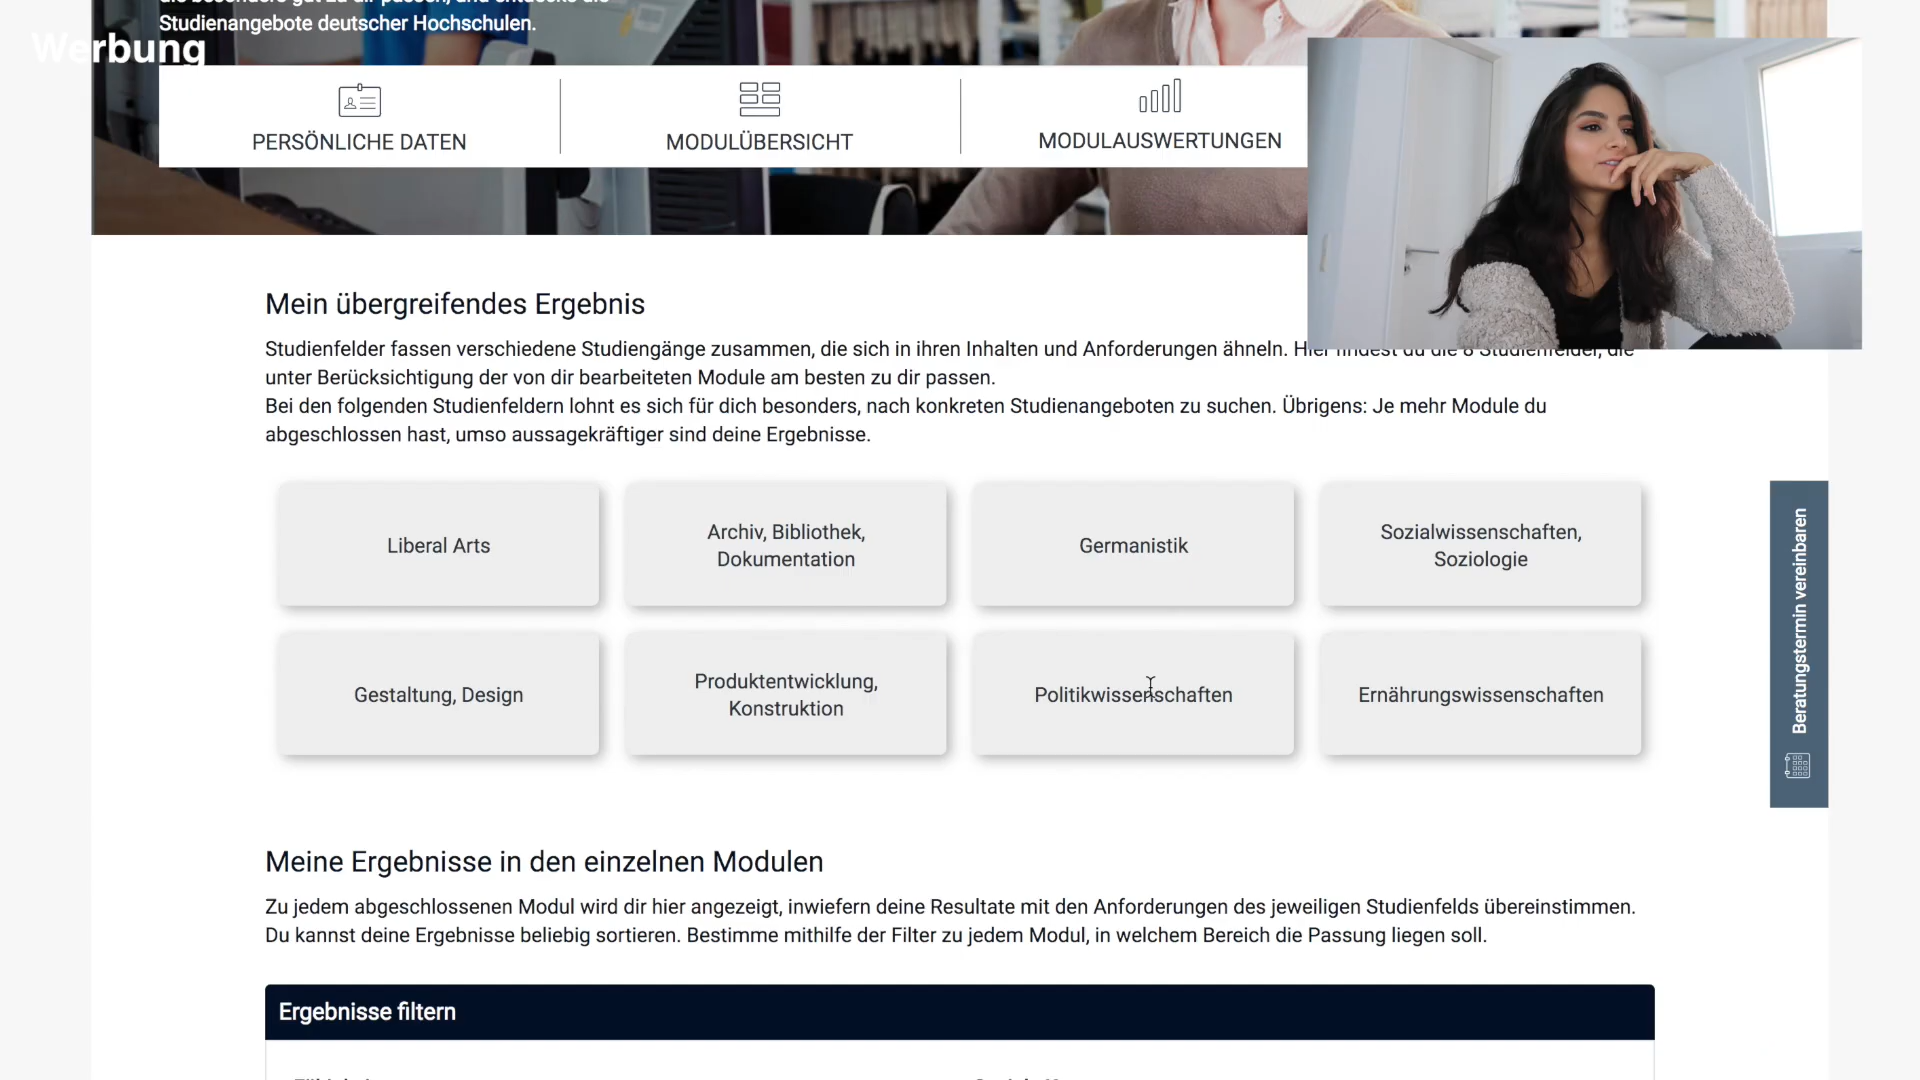 Studienangebote deutscher Hochschulen.
Werbung
PERSÖNLICHE DATEN
MODULÜBERSICHT
MODULAUSWERTUNGEN
Mein übergreifendes Ergebnis
Studienfelder fassen verschiedene Studiengänge zusammen, die sich in ihren Inhalten und Anforderungen ähneln. Hier findest du die 8 Studienfelder, die
unter Berücksichtigung der von dir bearbeiteten Module am besten zu dir passen.
Bei den folgenden Studienfeldern lohnt es sich für dich besonders, nach konkreten Studienangeboten zu suchen. Übrigens: Je mehr Module du
abgeschlossen hast, umso aussagekräftiger sind deine Ergebnisse.
Liberal Arts
Archiv, Bibliothek,
Dokumentation
Germanistik
Sozialwissenschaften,
Soziologie
Gestaltung, Design
Produktentwicklung,
Konstruktion
Politikwissenschaften
Ernährungswissenschaften
Beratungstermin vereinbaren
Meine Ergebnisse in den einzelnen Modulen
Zu jedem abgeschlossenen Modul wird dir hier angezeigt, inwiefern deine Resultate mit den Anforderungen des jeweiligen Studienfelds übereinstimmen.
Du kannst deine Ergebnisse beliebig sortieren. Bestimme mithilfe der Filter zu jedem Modul, in welchem Bereich die Passung liegen soll.
Ergebnisse filtern